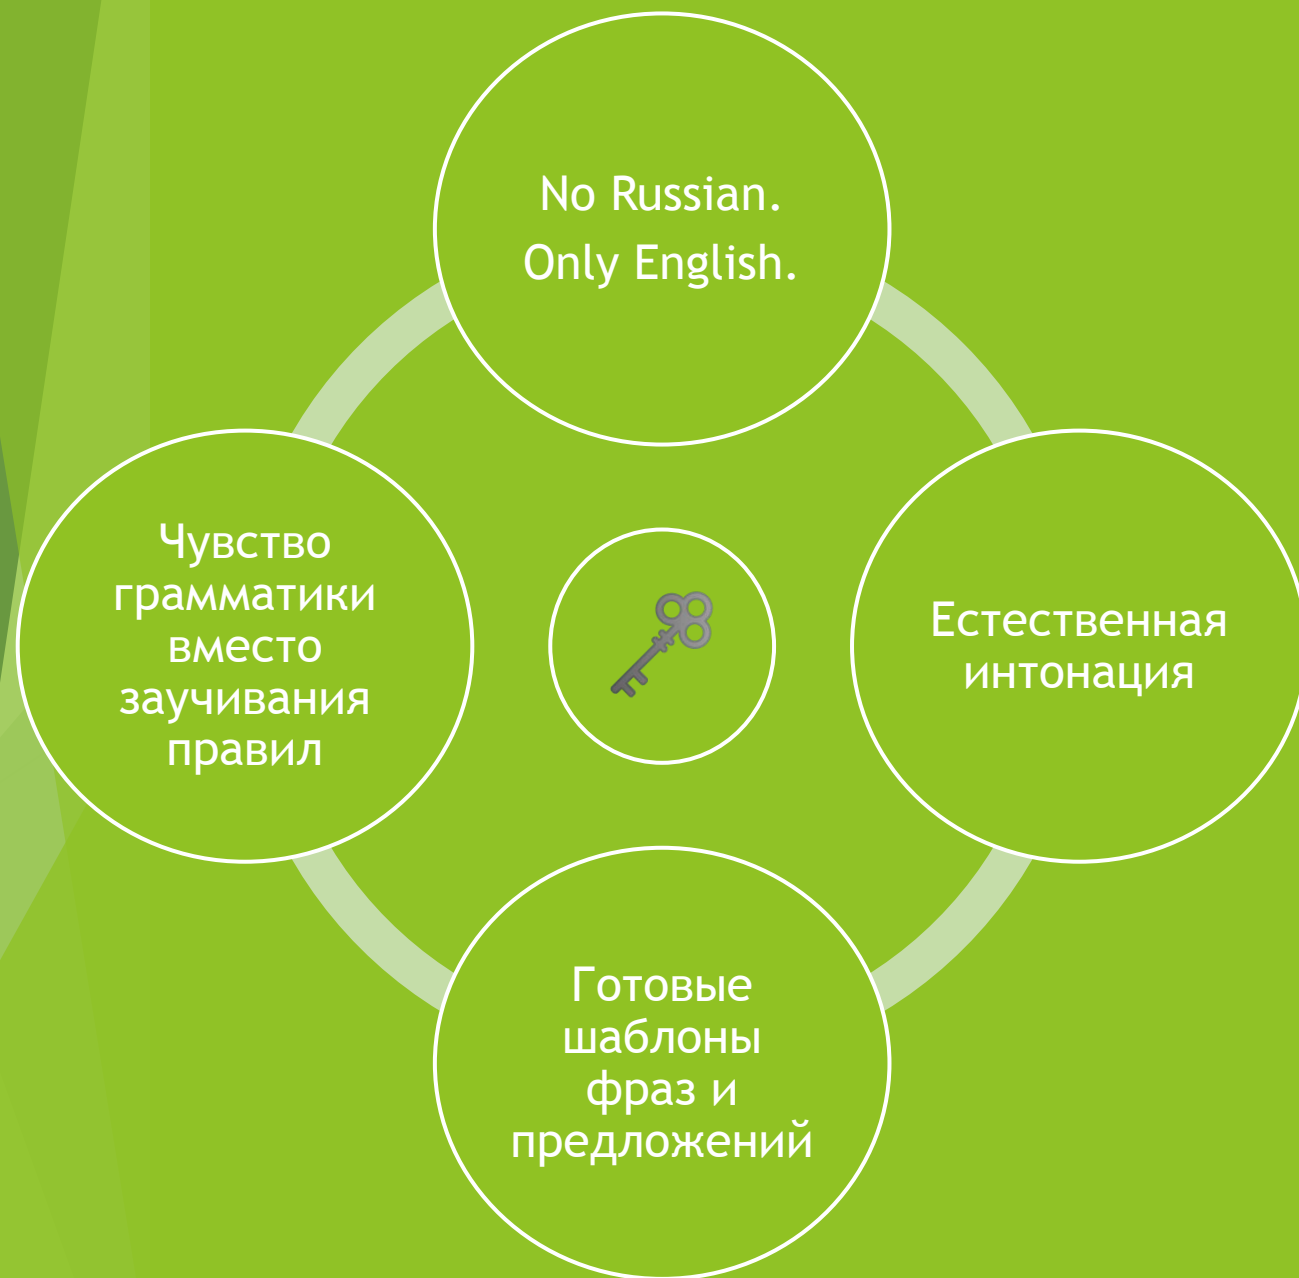 No Russian.
Only English.
Чувство
грамматики
вместо
заучивания
правил
Естественная
интонация
Готовые
шаблоны
фраз и
предложений